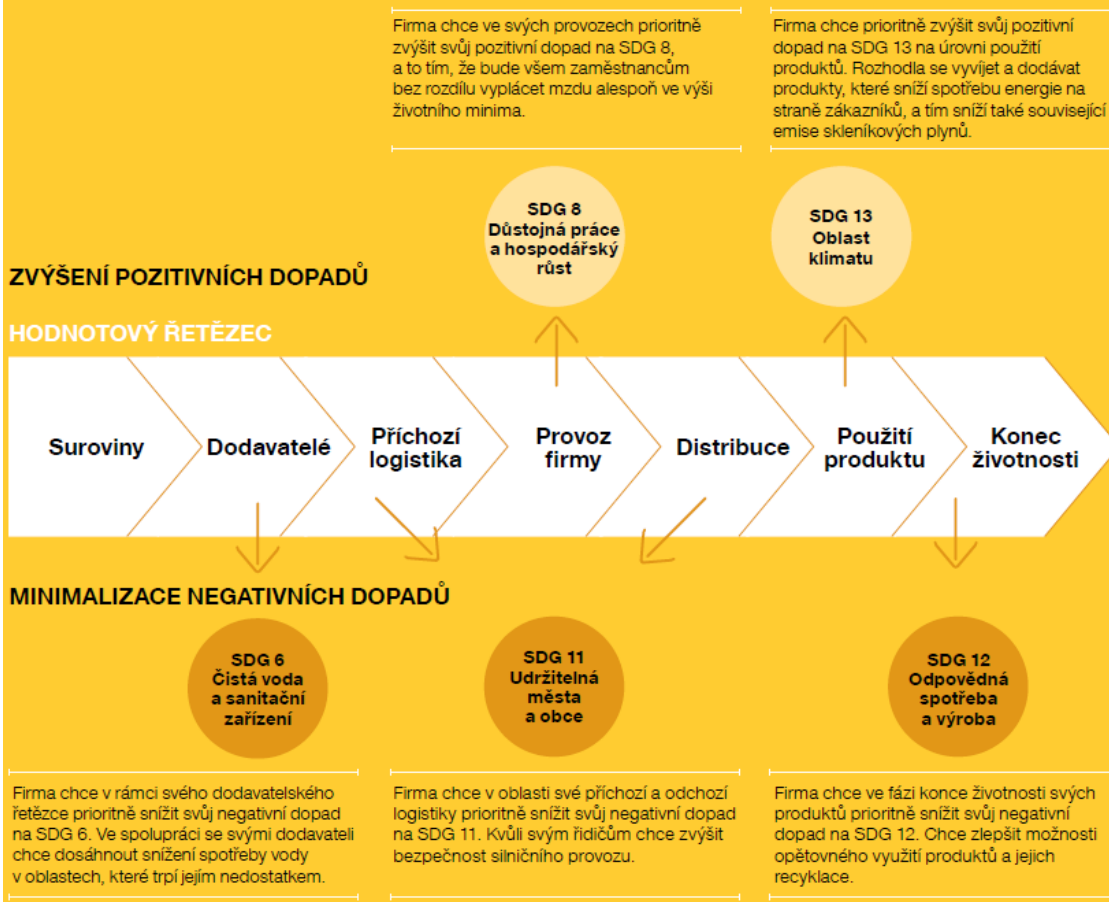 Firma chce ve svých provozech prioritně
zvýšit svůj pozitivní dopad na SDG 8,
a to tím, že bude všem zaměstnancům
bez rozdílu vyplácet mzdu alespoň ve výši
životního minima.
Firma chce prioritně zvýšit svůj pozitivní
dopad na SDG 13 na úrovni použití
produktů. Rozhodla se vyvíjet a dodávat
produkty, které sníží spotřebu energie na
straně zákazníků, a tím sníží také související
emise skleníkových plynů.
SDG 8
Důstojná práce
a hospodářský
růst
SDG 13
Oblast
klimatu
ZVÝŠENÍ POZITIVNÍCH DOPADŮ
HODNOTOVÝ ŘETĚZEC
Suroviny
Dodavatelé
Příchozí
logistika
Provoz
firmy
Distribuce
Použití
produktu
Konec
životnosti
MINIMALIZACE NEGATIVNÍCH DOPADŮ
SDG 6
Čistá voda
a sanitační
zařízení
SDG 11
Udržitelná
města
a obce
SDG 12
Odpovědná
spotřeba
a výroba
Firma chce v rámci svého dodavatelského
řetězce prioritně snížit svůj negativní dopad
na SDG 6. Ve spolupráci se svými dodavateli
chce dosáhnout snížení spotřeby vody
v oblastech, které trpí jejím nedostatkem.
Firma chce v oblasti své příchozí a odchozí
logistiky prioritně snížit svůj negativní dopad
na SDG 11. Kvůli svým řidičům chce zvýšit
bezpečnost silničního provozu.
Firma chce ve fázi konce životnosti svých
produktů prioritně snížit svůj negativní
dopad na SDG 12. Chce zlepšit možnosti
opětovného využití produktů a jejich
recyklace.